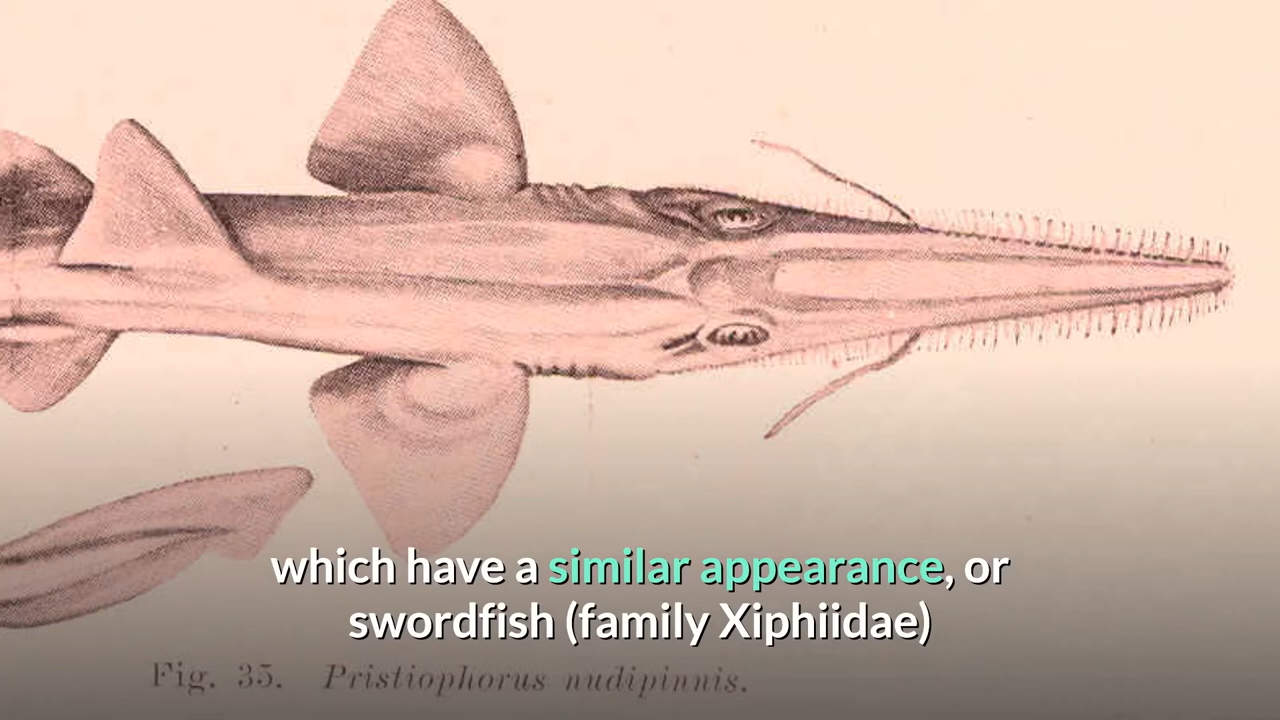 which have a similar appearance, or
swordfish (family Xiphiidae)
Fig. 35. Pristiophorus nudipinnis.